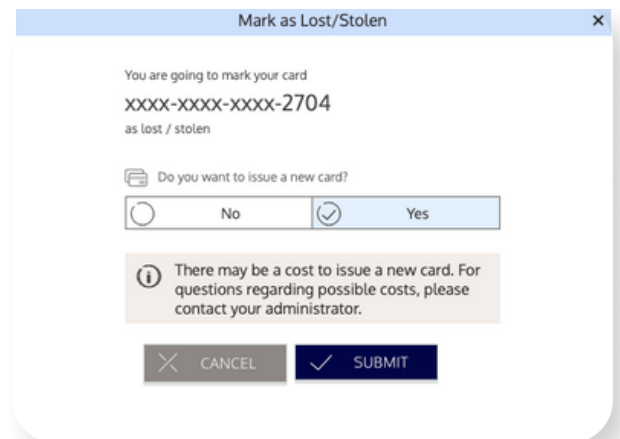 Mark as Lost/Stolen
You are going to mark your card
xxxx-xxxx-xxxx-2704
as lost / stolen
Do you want to issue a new card?
No Yes
There may be a cost to issue a new card. For
questions regarding possible costs, please
contact your administrator.
CANCEL SUBMIT